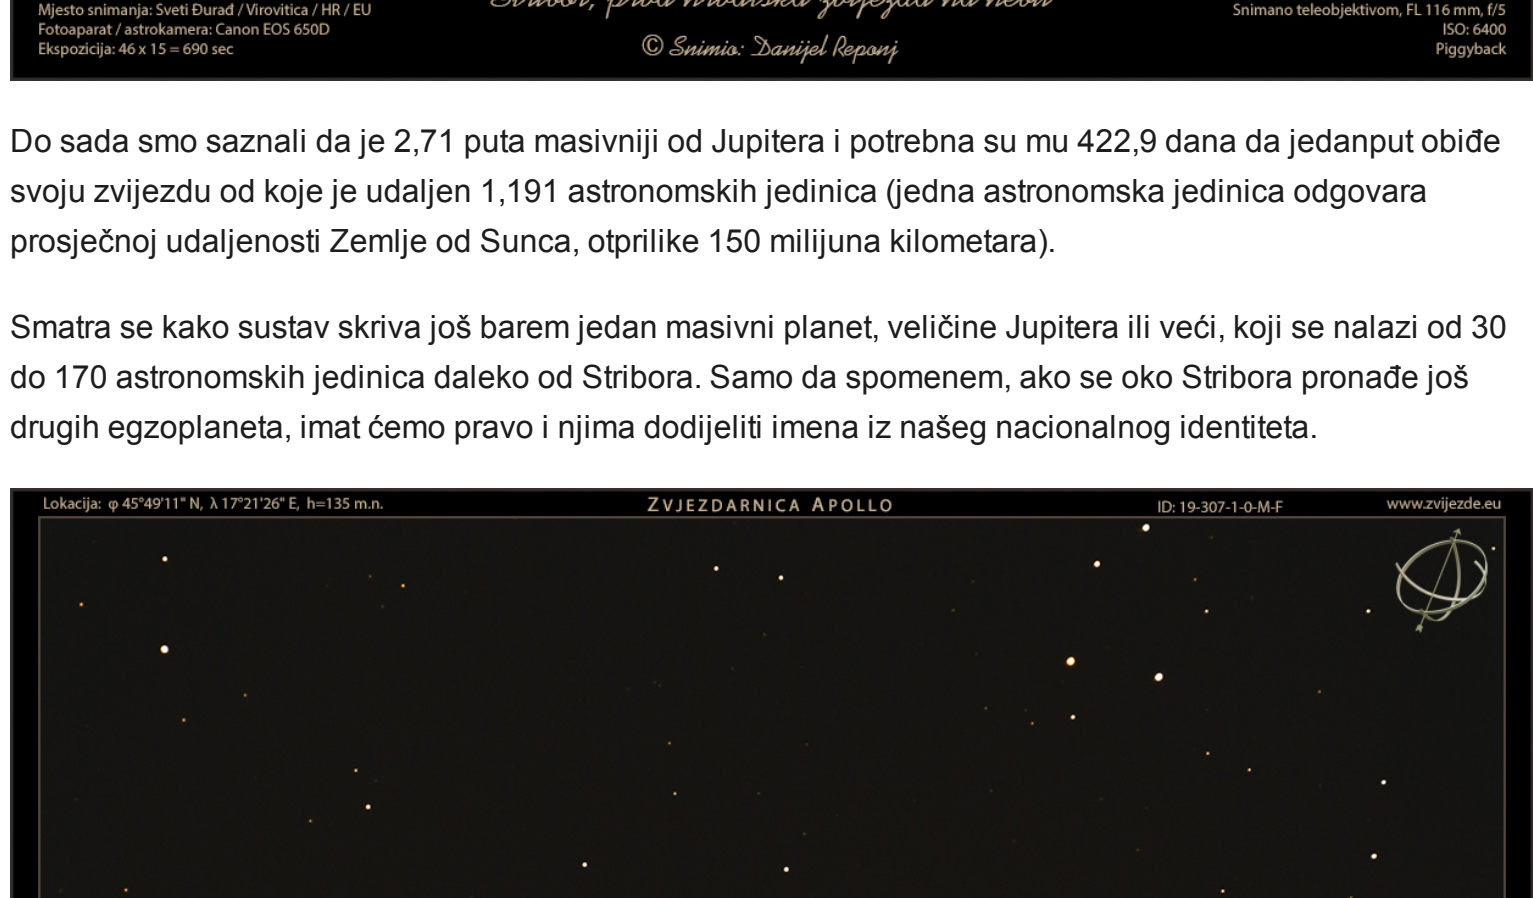 Mjesto snimanja: Sveti Đurađ / Virovitica / HR / EU
Stribor, prva hrvatska zvijezda na nebu
Snimano teleobjektivom, FL 116 mm, f/5
Fotoaparat / astrokamera: Canon EOS 650D
ISO: 6400
Ekspozicija: 46 x 15 = 690 sec
© Snimio: Danijel Reponj
Piggyback
Do sada smo saznali da je 2,71 puta masivniji od Jupitera i potrebna su mu 422,9 dana da jedanput obiđe
svoju zvijezdu od koje je udaljen 1,191 astronomskih jedinica (jedna astronomska jedinica odgovara
prosječnoj udaljenosti Zemlje od Sunca, otprilike 150 milijuna kilometara).
Smatra se kako sustav skriva još barem jedan masivni planet, veličine Jupitera ili veći, koji se nalazi od 30
do 170 astronomskih jedinica daleko od Stribora. Samo da spomenem, ako se oko Stribora pronađe još
drugih egzoplaneta, imat ćemo pravo i njima dodijeliti imena iz našeg nacionalnog identiteta.
Lokacija: φ 45°49'11" N, λ 17°21'26" E, h=135 m.n.
ZVJEZDARNICA APOLLO
ID: 19-307-1-0-M-F
www.zvijezde.eu